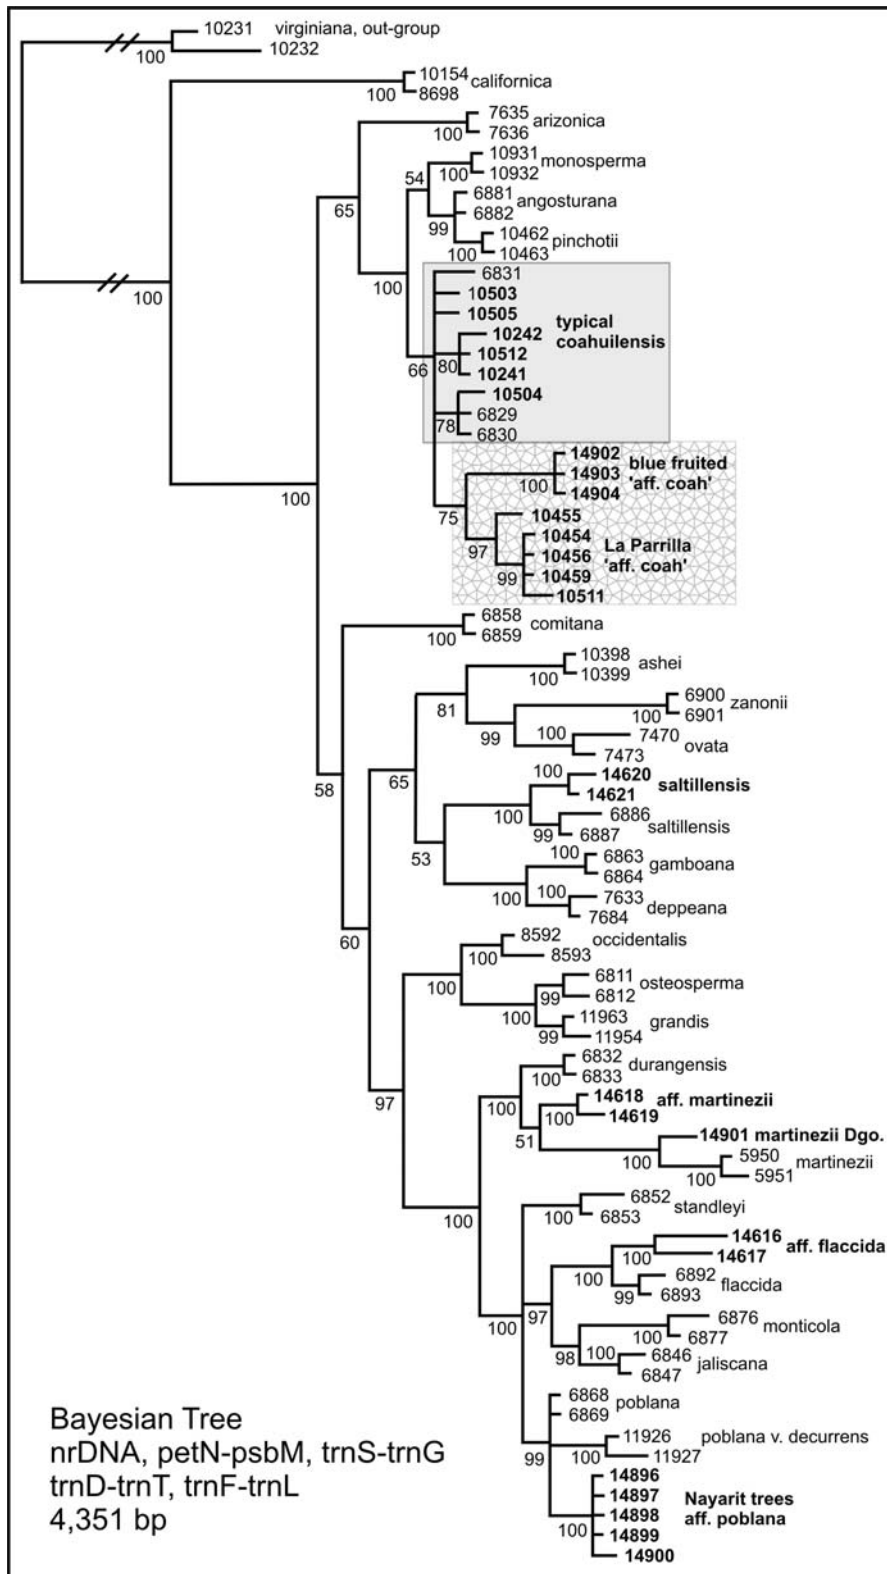 10231 virginiana, out-group
100 10232
10154 californica
100 8698
7635 arizonica
100 7636
10931 monosperma
54 100 10932
6881 angosturana
65 6882
99 10462 pinchotii
100 10463
100 100
6831
10503
10505 typical
10242 coahuilensis
10512
66 80 10241
10504
6829
78 6830
14902 blue fruited
14903 'aff. coah'
100 14904
100 75 10455
10454 La Parrilla
97 10456 'aff. coah'
99 10459
10511
6858 comitana
100 6859
10398 ashei
100 10399
6900 zanonii
81 100 6901
99 100 7470 ovata
7473
58 65 100 14620 saltillensis
14621
100 6886 saltillensis
99 6887
53 100 6863 gamboana
6864
100 100 7633 deppeana
7684
60 8592 occidentalis
100 8593
100 6811 osteosperma
99 6812
100 11963 grandis
99 11954
6832 durangensis
97 100 6833
100 14618 aff. martinezii
100 14619
51 14901 martinezii Dgo.
100 5950 martinezii
100 5951
100 6852 standleyi
100 6853
14616 aff. flaccida
100 14617
100 6892 flaccida
99 6893
100 97 6876 monticola
100 6877
98 100 6846 jaliscana
6847
6868 poblana
6869
11926 poblana v. decurrens
99 100 11927
14896
14897 Nayarit trees
14898 aff. poblana
100 14899
14900
Bayesian Tree
nrDNA, petN-psbM, trnS-trnG
trnD-trnT, trnF-trnL
4,351 bp